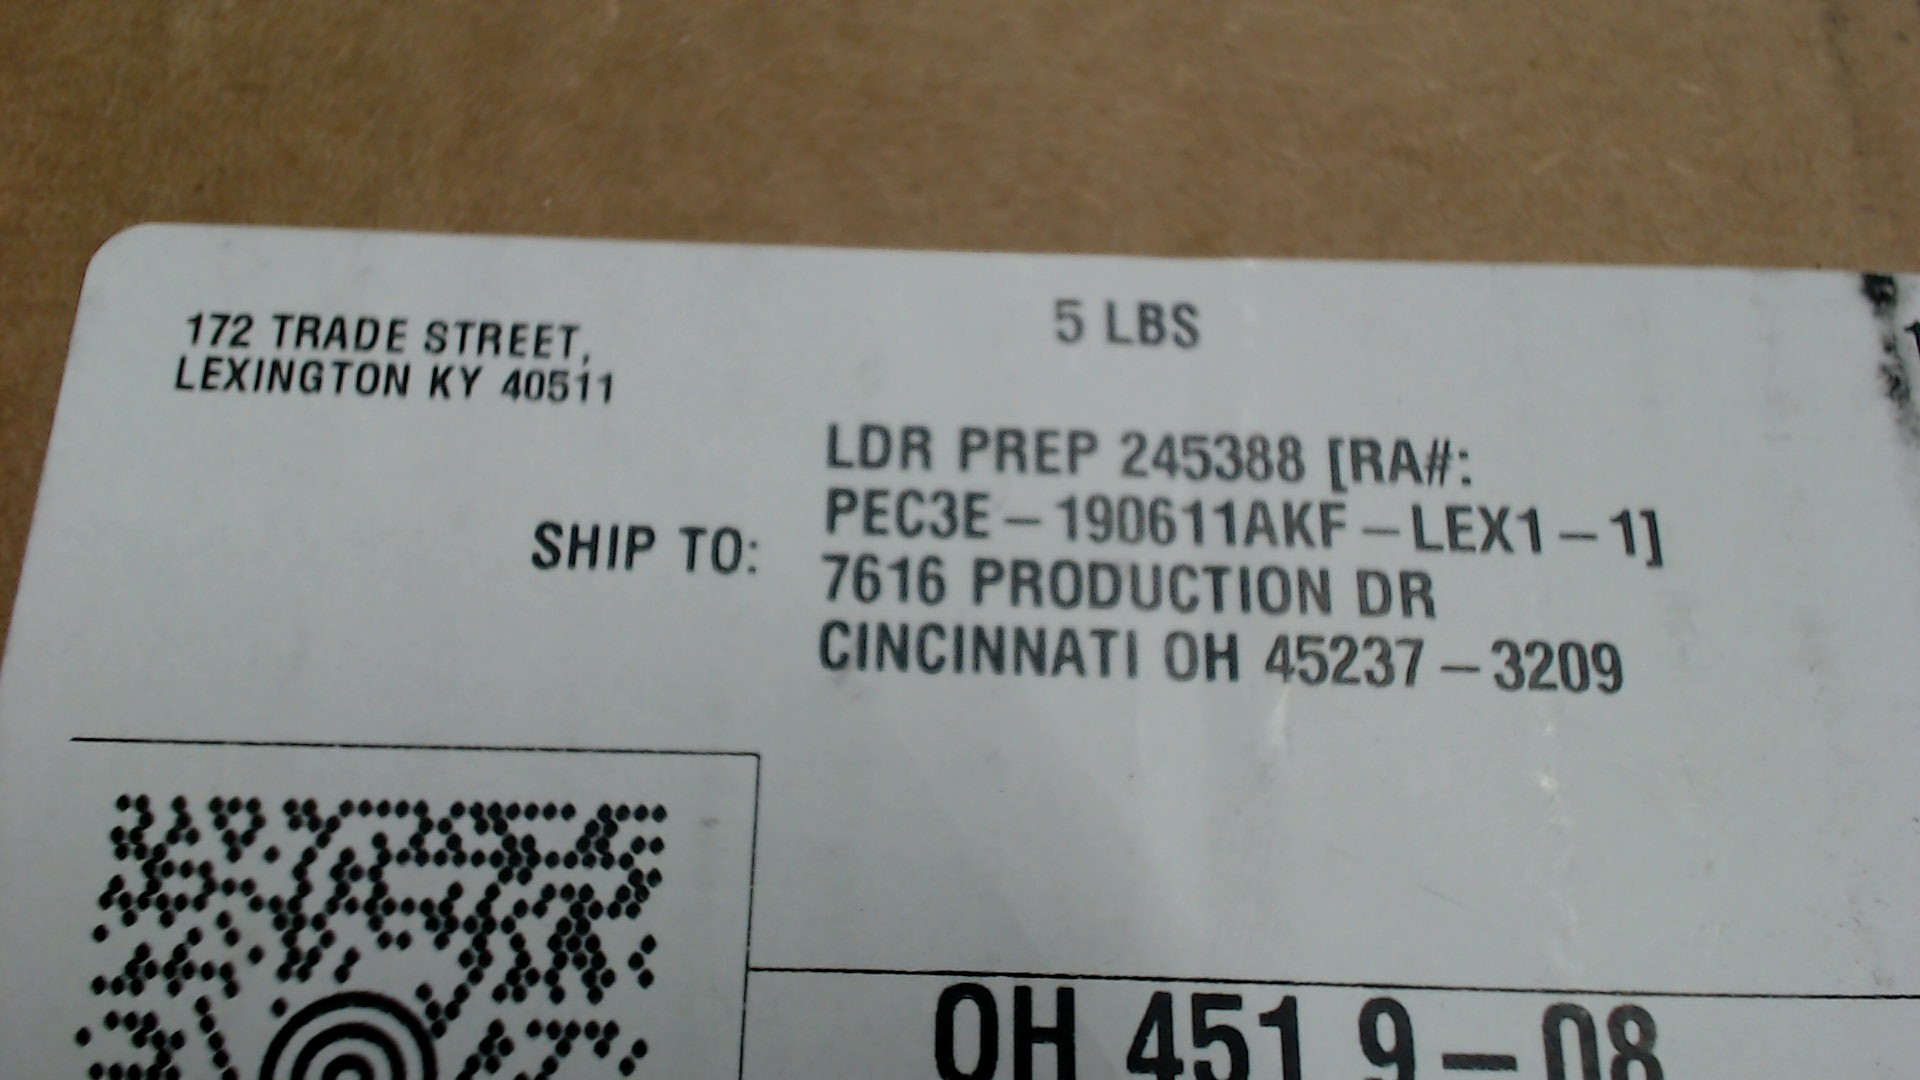 172 TRADE STREET,
LEXINGTON KY 40511
5 LBS
SHIP TO:
LDR PREP 245388 [RA#:
PEC3E-190611AKF-LEX1-1]
7616 PRODUCTION DR
CINCINNATI OH 45237-3209
OH 451 9-08